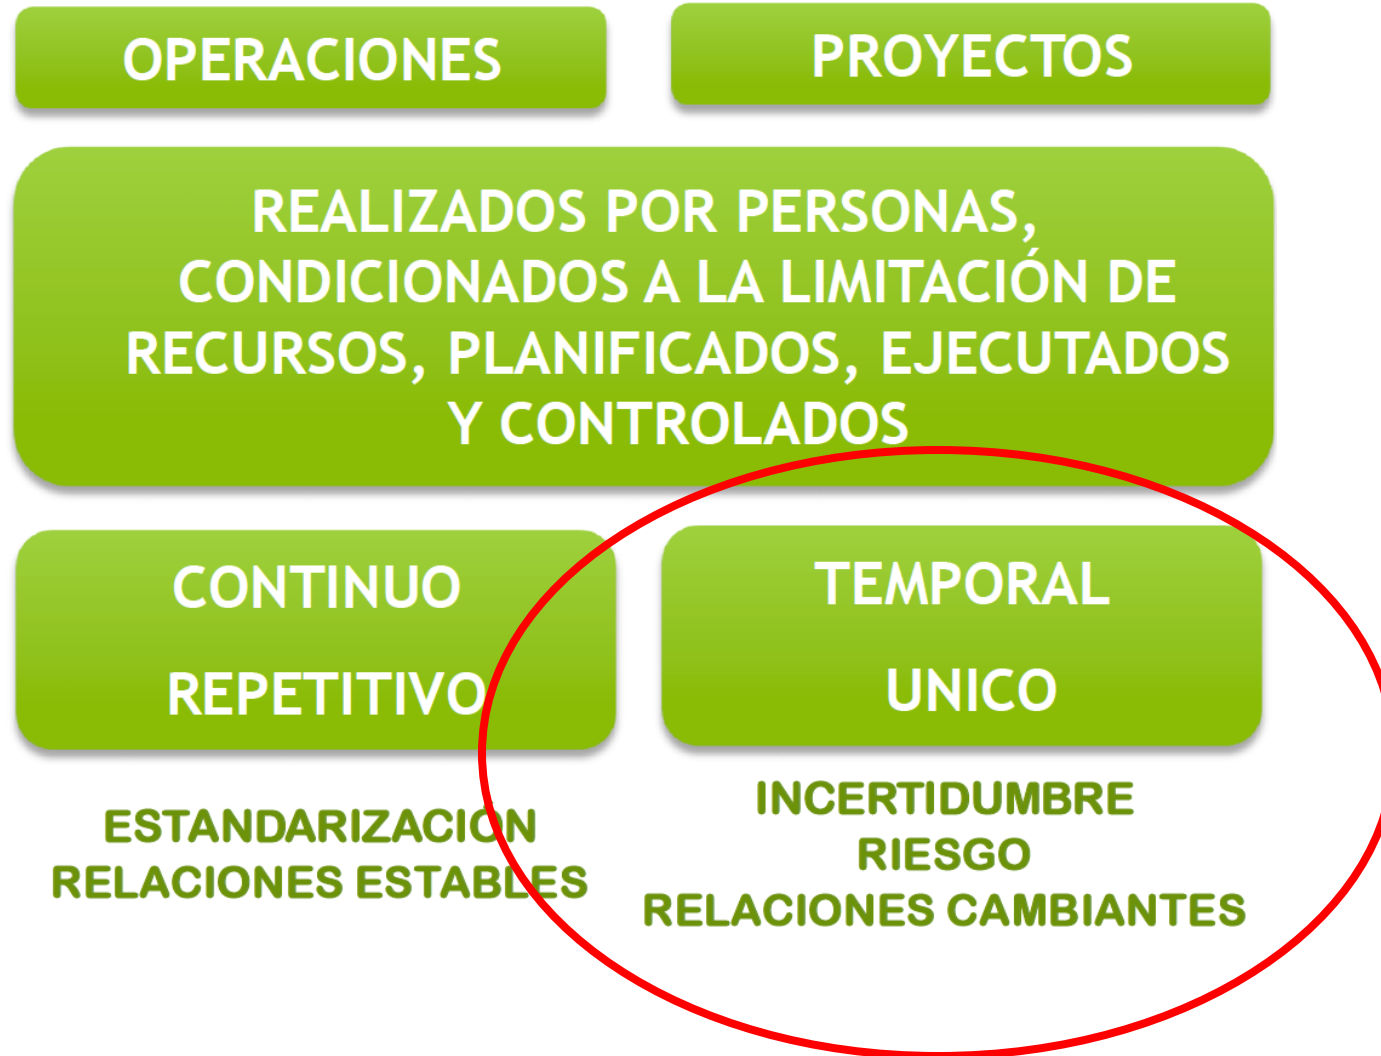 OPERACIONES
PROYECTOS
REALIZADOS POR PERSONAS,
CONDICIONADOS A LA LIMITACIÓN DE
RECURSOS, PLANIFICADOS, EJECUTADOS
Y CONTROLADOS
CONTINUO
REPETITIVO
TEMPORAL
UNICO
ESTANDARIZACIÓN
RELACIONES ESTABLES
INCERTIDUMBRE
RIESGO
RELACIONES CAMBIANTES